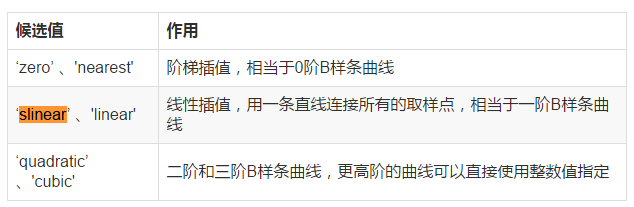 候选值 作用
‘zero’ 、'nearest' 阶梯插值，相当于0阶B样条曲线
‘slinear’ 、'linear' 线性插值，用一条直线连接所有的取样点，相当于一阶B样条曲
线
‘quadratic’
、'cubic' 二阶和三阶B样条曲线，更高阶的曲线可以直接使用整数值指定